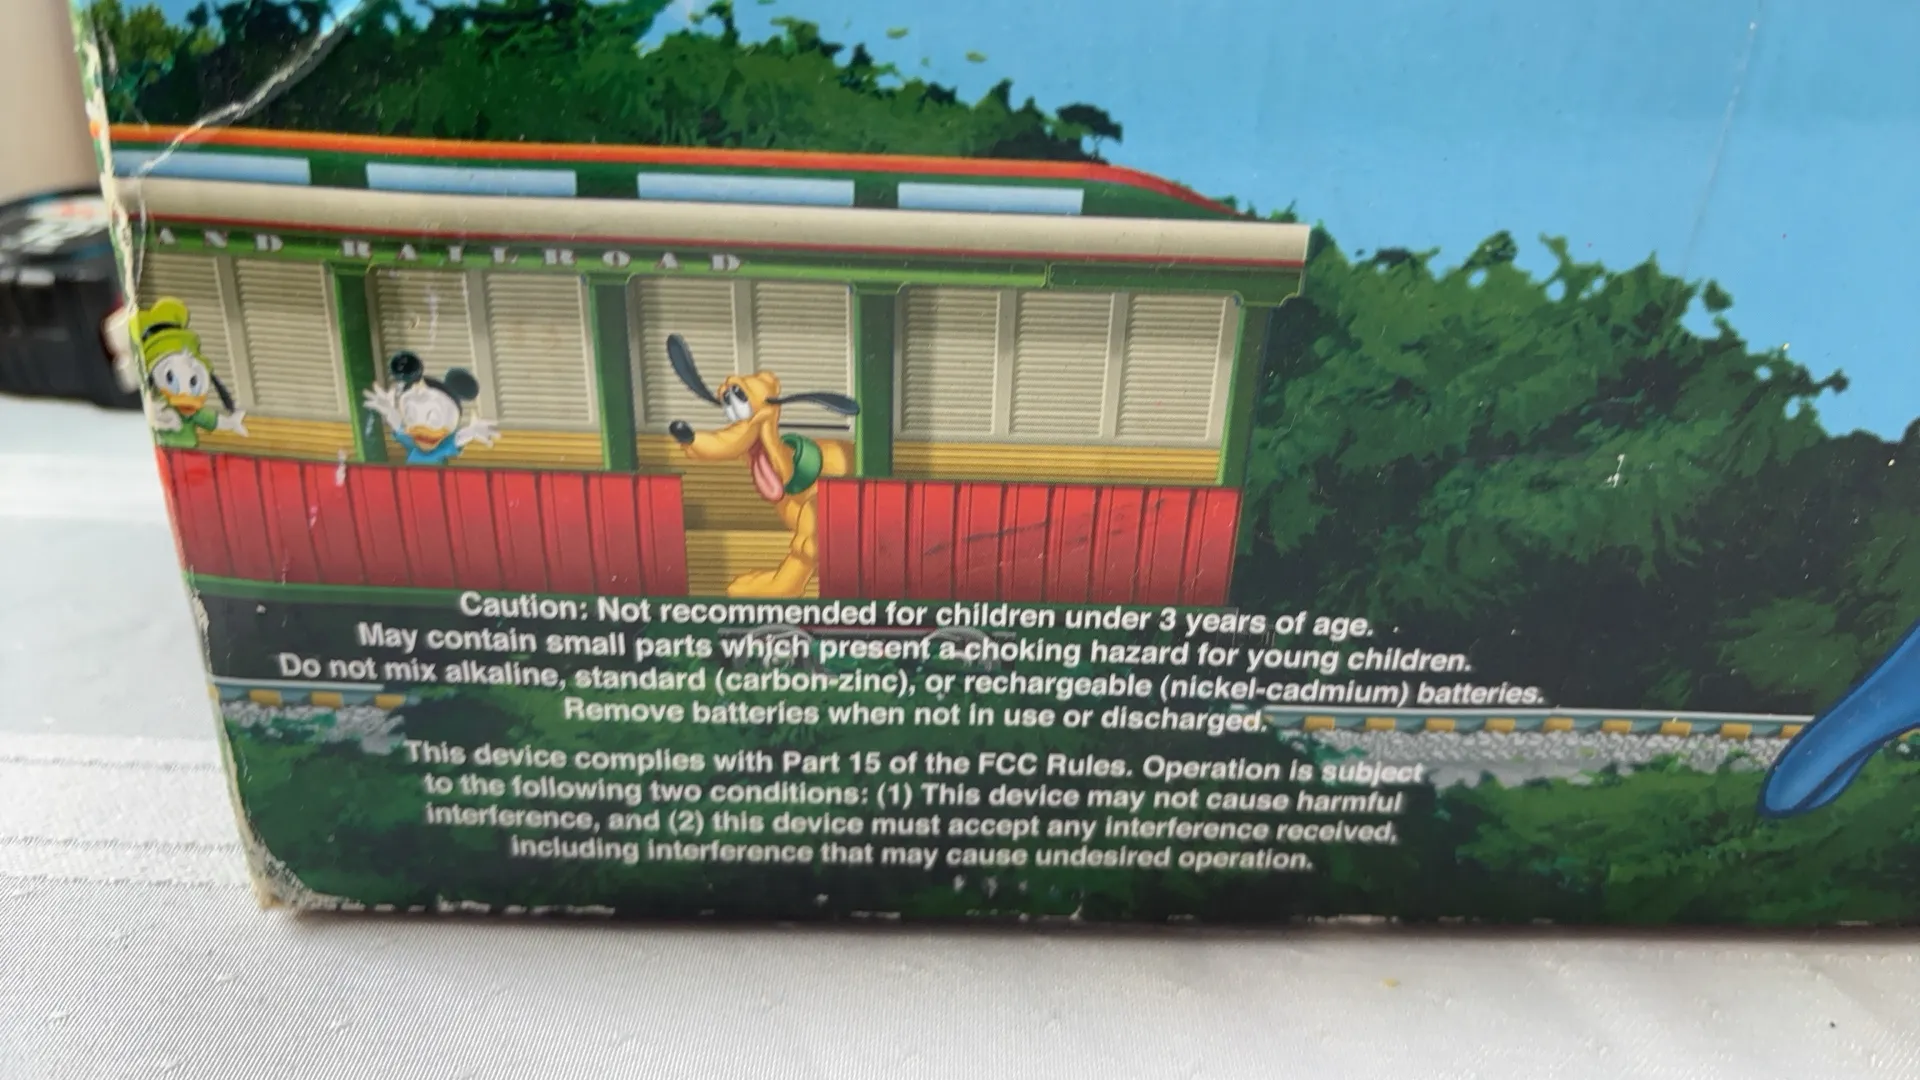 AND RAILROAD
Caution: Not recommended for children under 3 years of age.
May contain small parts which present a choking hazard for young children.
Do not mix alkaline, standard (carbon-zinc), or rechargeable (nickel-cadmium) batteries.
Remove batteries when not in use or discharged.
This device complies with Part 15 of the FCC Rules. Operation is subject
to the following two conditions: (1) This device may not cause harmful
interference, and (2) this device must accept any interference received,
including interference that may cause undesired operation.